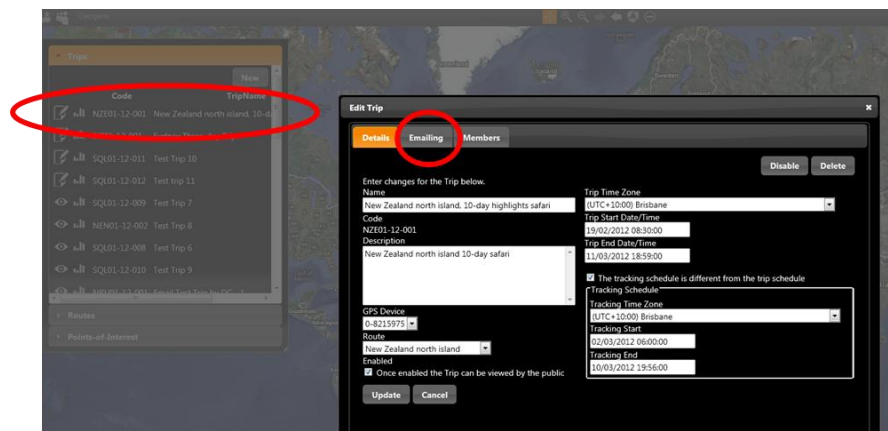 Trips
New
Code TripName
NZE01-12-001 New Zealand north island, 10-d
SQL01-12-011 Test Trip 10
SQL01-12-012 Test trip 11
SQL01-12-009 Test Trip 7
NEN01-12-002 Test Trip 8
SQL01-12-008 Test Trip 6
SQL01-12-010 Test Trip 9
Routes
Points-of-Interest
Edit Trip
Details Emailing Members
Disable Delete
Enter changes for the Trip below.
Name
New Zealand north island, 10-day highlights safari
Code
NZE01-12-001
Description
New Zealand north island 10-day safari
GPS Device
0-8215975
Route
New Zealand north island
Enabled
Once enabled the Trip can be viewed by the public
Update Cancel
Trip Time Zone
(UTC+10:00) Brisbane
Trip Start Date/Time
19/02/2012 08:30:00
Trip End Date/Time
11/03/2012 18:59:00
The tracking schedule is different from the trip schedule
Tracking Schedule
Tracking Time Zone
(UTC+10:00) Brisbane
Tracking Start
02/03/2012 06:00:00
Tracking End
10/03/2012 19:56:00